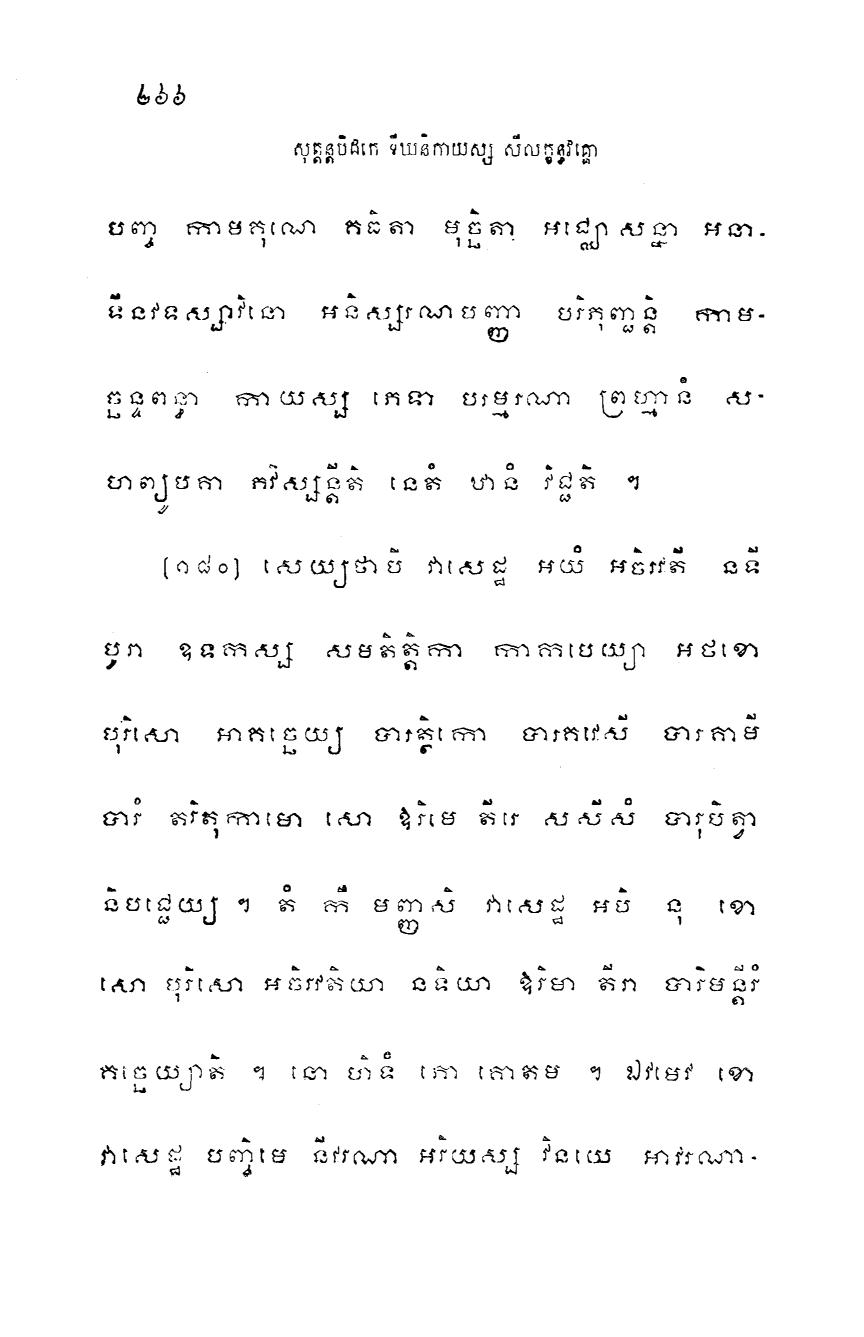 ២៦៦
សុត្តន្តបិដកេ ទីឃនិកាយស្ស សីលក្ខន្ធវគ្គោ
បញ្ច កាមគុណេ គធិតា មុច្ឆិតា អជ្ឈោសន្នា អនា-
ទីនវទស្សាវិនោ អនិស្សរណបញ្ញា បរិភុញ្ជន្តិ កាម-
ច្ឆន្ទពន្ធា កាយស្ស ភេទា បរម្មរណា ព្រហ្មានំ ស-
ហព្យូបគា ភវិស្សន្តីតិ នេតំ ឋានំ វិជ្ជតិ ។
[១៨០] សេយ្យថាបិ វាសេដ្ឋ អយំ អចិរវតី នទី
បូរា ឧទកស្ស សមតិត្តិកា កាកបេយ្យា អថខោ
បុរិសោ អាគច្ឆេយ្យ បារត្ថិកោ បារគវេសី បារគាមី
បារំ តរិតុកាមោ សោ ឱរិមេ តីរេ សសីសំ បារុបិត្វា
និបជ្ជេយ្យ ។ តំ កឹ មញ្ញសិ វាសេដ្ឋ អបិ នុ ខោ
សោ បុរិសោ អចិរវតិយា នទិយា ឱរិមា តីរា បារិមន្តីរំ
គច្ឆេយ្យាតិ ។ នោ ហិទំ ភោ គោតម ។ ឯវមេវ ខោ
វាសេដ្ឋ បញ្ចិមេ នីវរណា អរិយស្ស វិនយេ អាវរណា-